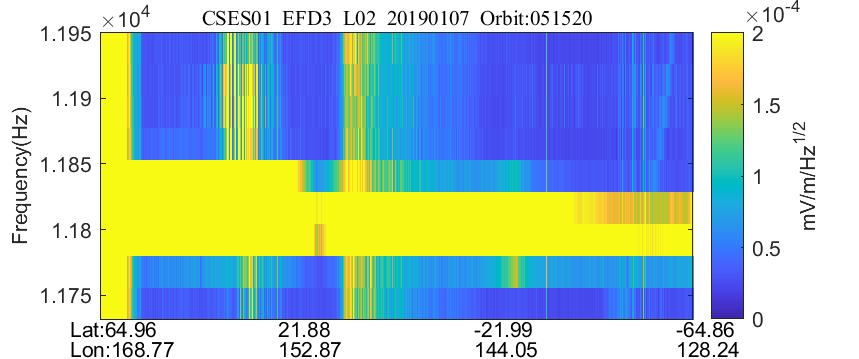 ×10^4
CSES01 EFD3 L02 20190107 Orbit:051520
×10^-4
1.195
1.19
1.185
1.18
1.175
Frequency(Hz)
2
1.5
1
0.5
0
mV/m/Hz^1/2
Lat:64.96 21.88 -21.99 -64.86
Lon:168.77 152.87 144.05 128.24